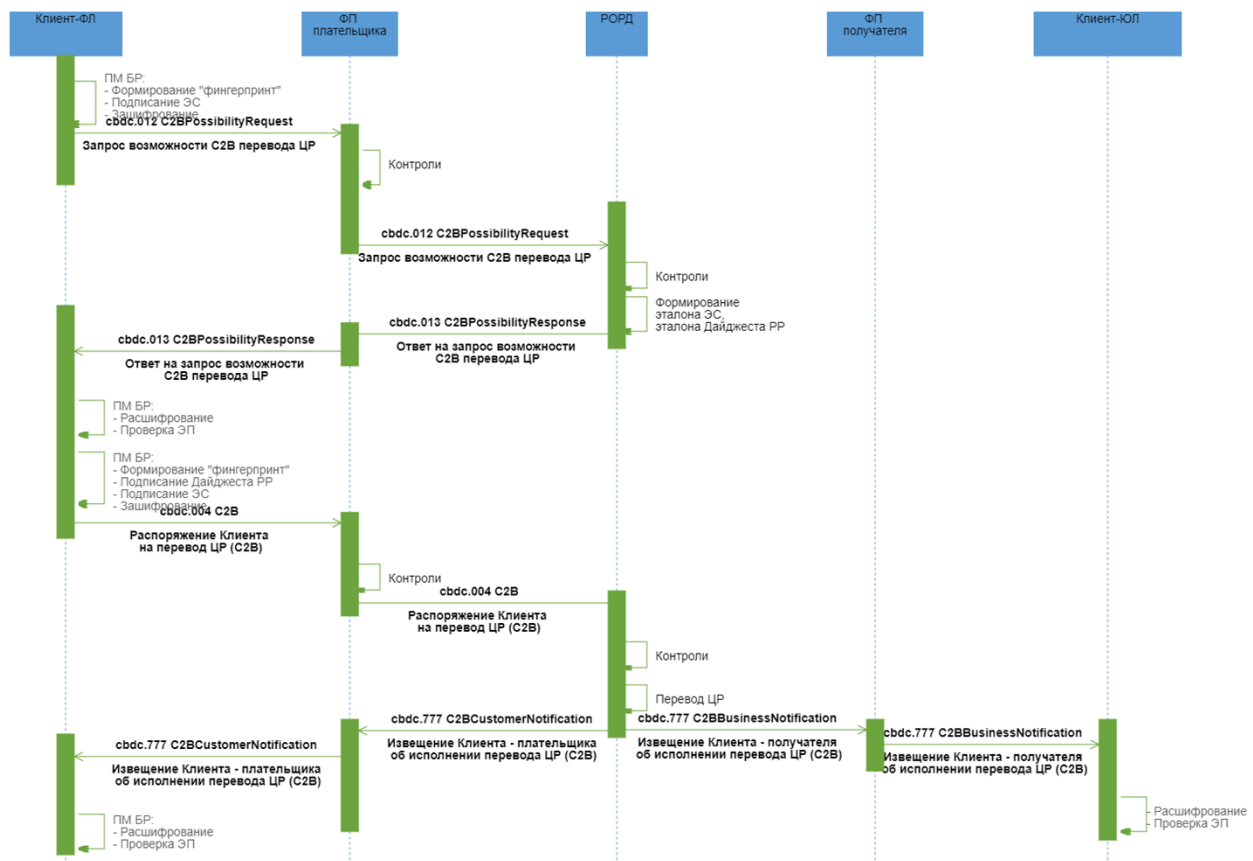 Клиент-ФЛ
ФП
плательщика
РОРД
ФП
получателя
Клиент-ЮЛ
ПМ БР:
- Формирование "фингерпринт"
- Подписание ЭС
- Зашифрование
cbdc.012 C2BPossibilityRequest
Запрос возможности C2B перевода ЦР
Контроли
cbdc.012 C2BPossibilityRequest
Запрос возможности C2B перевода ЦР
Контроли
Формирование
эталона ЭС,
эталона Дайджеста РР
cbdc.013 C2BPossibilityResponse
Ответ на запрос возможности
C2B перевода ЦР
cbdc.013 C2BPossibilityResponse
Ответ на запрос возможности
C2B перевода ЦР
ПМ БР:
- Расшифрование
- Проверка ЭП
ПМ БР:
- Формирование "фингерпринт"
- Подписание Дайджеста РР
- Подписание ЭС
- Зашифрование
cbdc.004 C2B
Распоряжение Клиента
на перевод ЦР (C2B)
Контроли
cbdc.004 C2B
Распоряжение Клиента
на перевод ЦР (C2B)
Контроли
Перевод ЦР
cbdc.777 C2BCustomerNotification
Извещение Клиента - плательщика
об исполнении перевода ЦР (C2B)
cbdc.777 C2BBusinessNotification
Извещение Клиента - получателя
об исполнении перевода ЦР (C2B)
cbdc.777 C2BBusinessNotification
Извещение Клиента - получателя
об исполнении перевода ЦР (C2B)
cbdc.777 C2BCustomerNotification
Извещение Клиента - плательщика
об исполнении перевода ЦР (C2B)
- Расшифрование
- Проверка ЭП
ПМ БР:
- Расшифрование
- Проверка ЭП